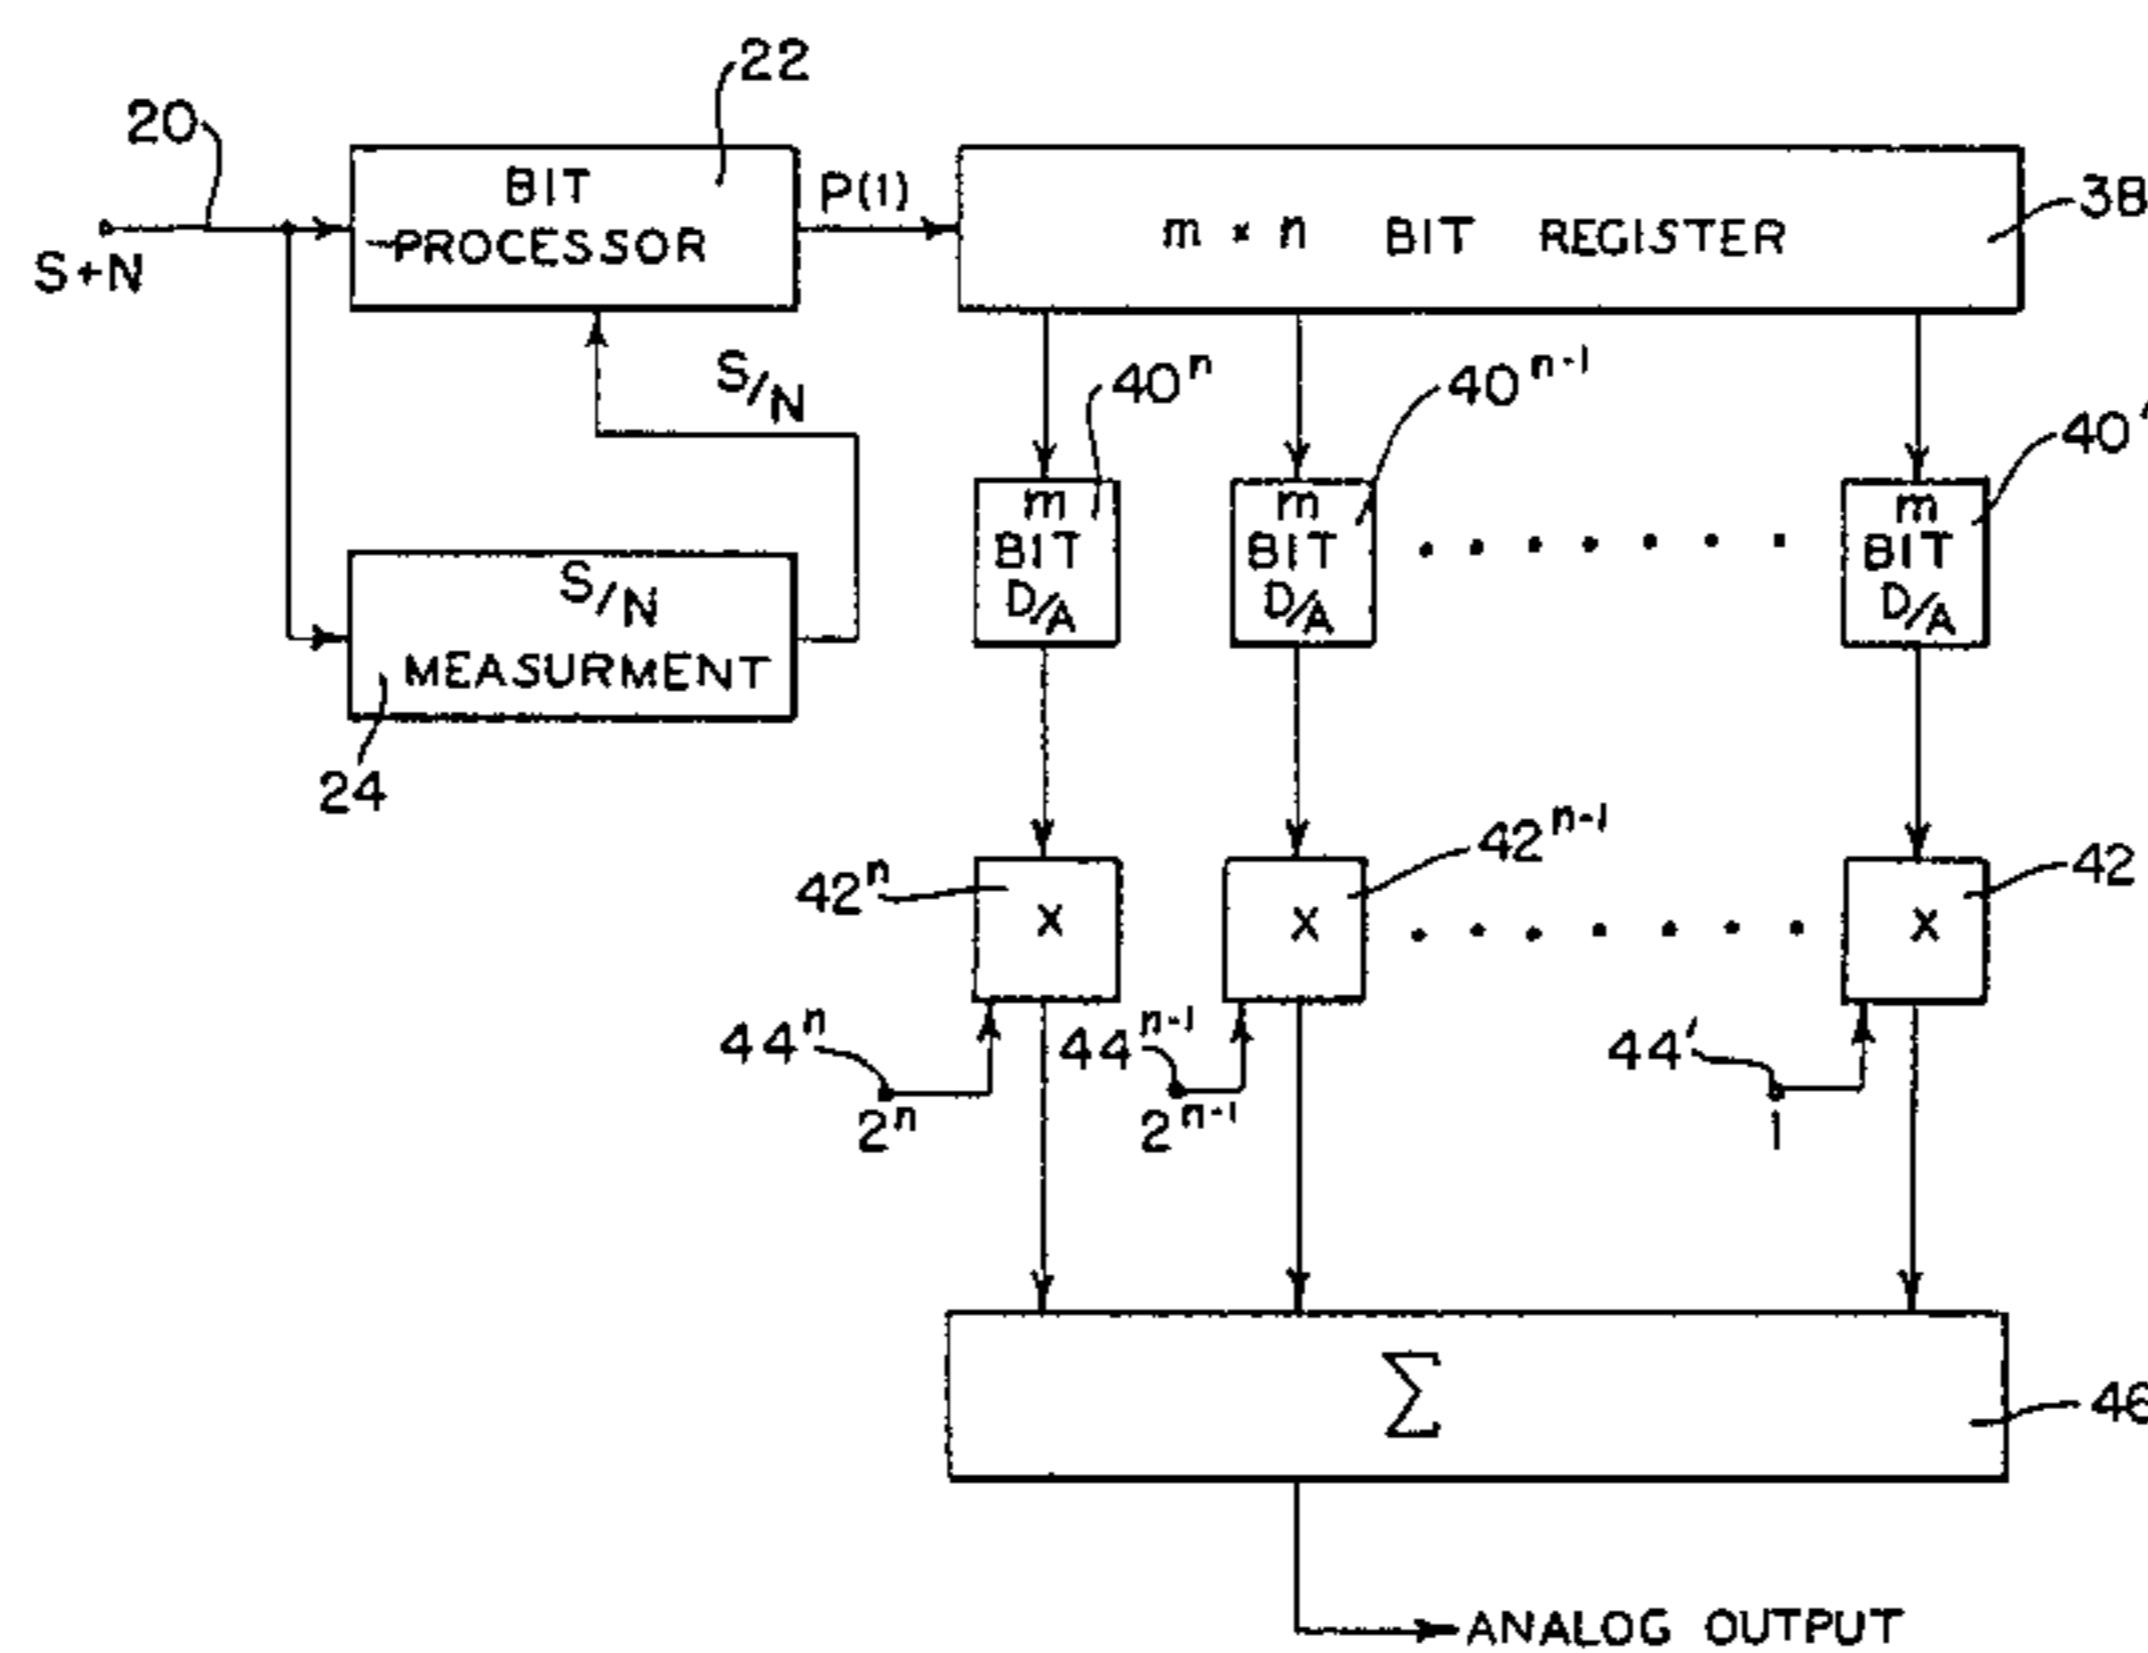 22
20
BIT
PROCESSOR
P(1)
m × n BIT REGISTER
38
S+N
S/N
40ⁿ
40ⁿ⁻¹
40'
m
BIT
D/A
m
BIT
D/A
m
BIT
D/A
S/N
MEASURMENT
24
42ⁿ
42ⁿ⁻¹
42
X
X
X
44ⁿ
44ⁿ⁻¹
44'
2ⁿ
2ⁿ⁻¹
1
Σ
46
ANALOG OUTPUT